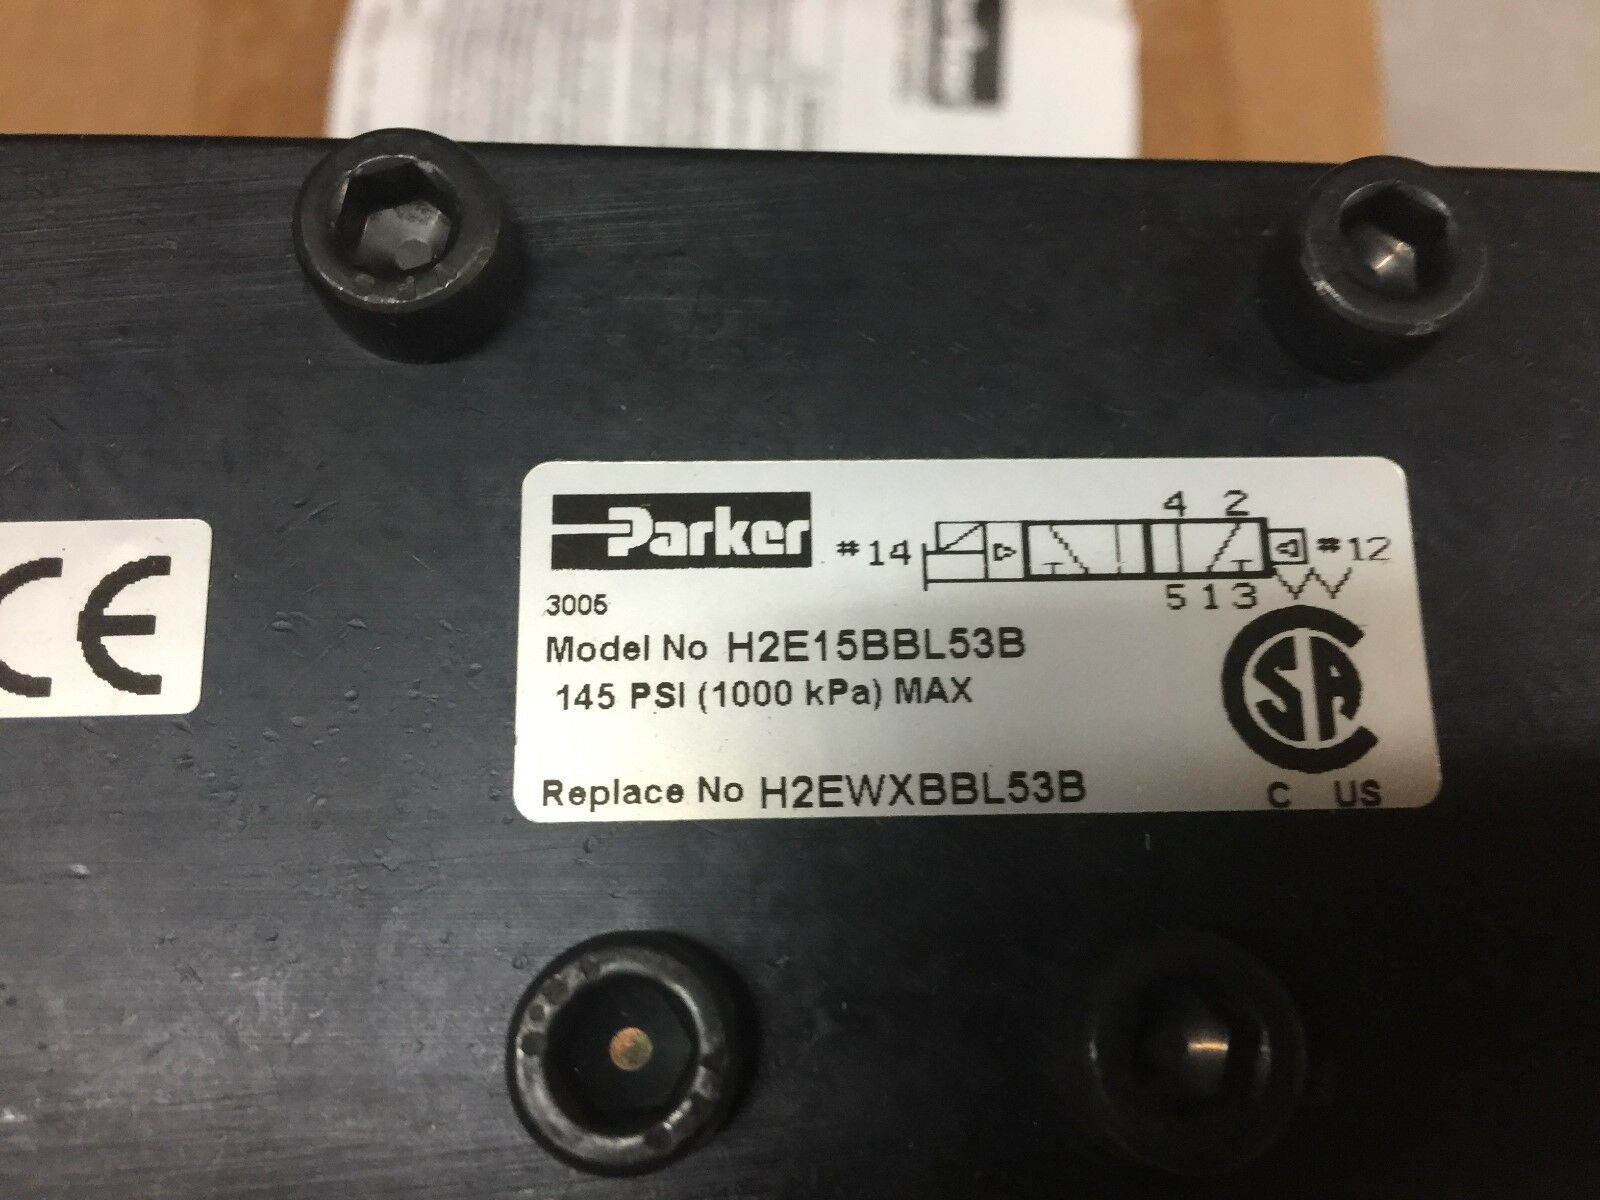 CE
Parker
4 2
#14 #12
5 1 3
3005
Model No H2E15BBL53B
145 PSI (1000 kPa) MAX
Replace No H2EWXBBL53B
CSA
C US